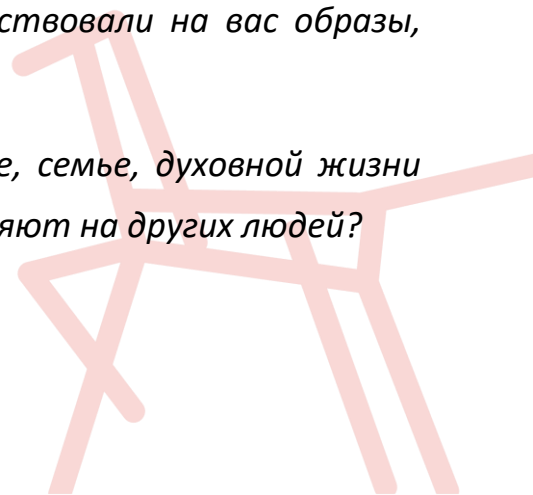 ствовали на вас образы,
е, семье, духовной жизни
яют на других людей?